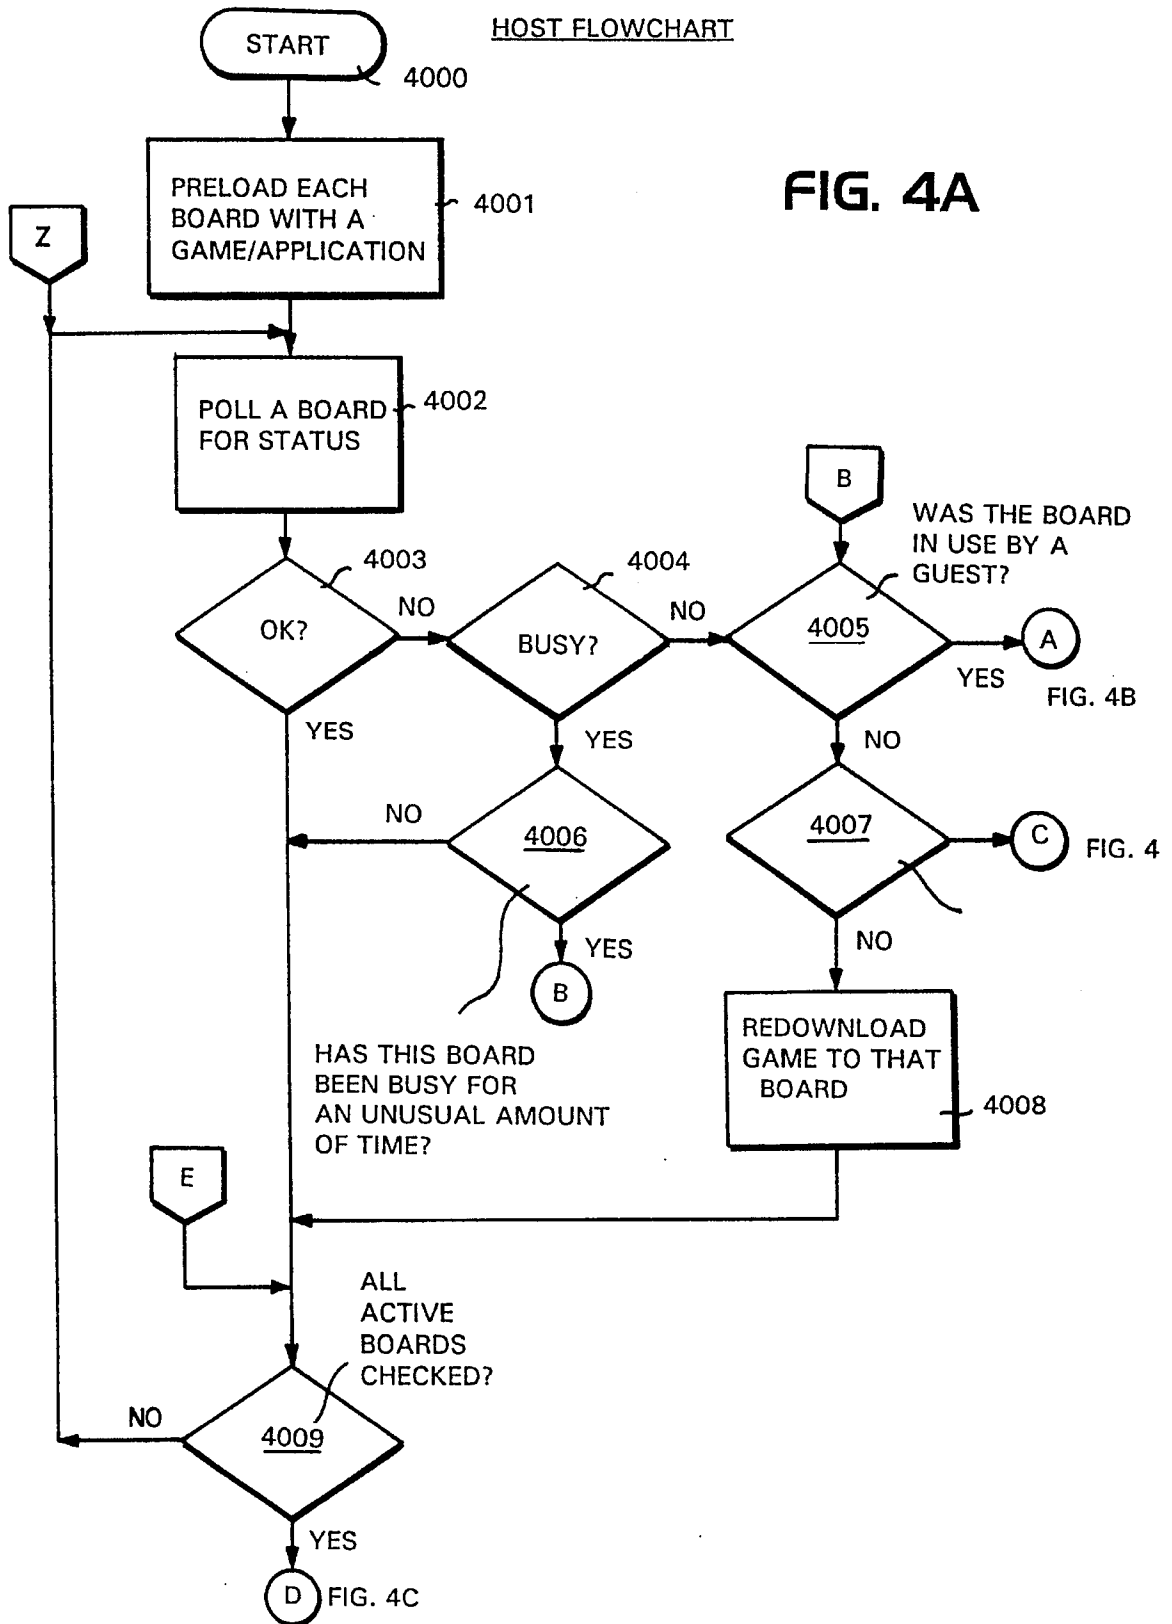 HOST FLOWCHART
START
4000
PRELOAD EACH
BOARD WITH A
GAME/APPLICATION
4001
FIG. 4A
Z
POLL A BOARD
FOR STATUS
4002
B
WAS THE BOARD
IN USE BY A
GUEST?
4003
OK?
NO
4004
BUSY?
NO
4005
YES
A
FIG. 4B
YES
YES
NO
NO
4006
4007
C
FIG. 4
YES
B
NO
HAS THIS BOARD
BEEN BUSY FOR
AN UNUSUAL AMOUNT
OF TIME?
REDOWNLOAD
GAME TO THAT
BOARD
4008
E
ALL
ACTIVE
BOARDS
CHECKED?
NO
4009
YES
D
FIG. 4C